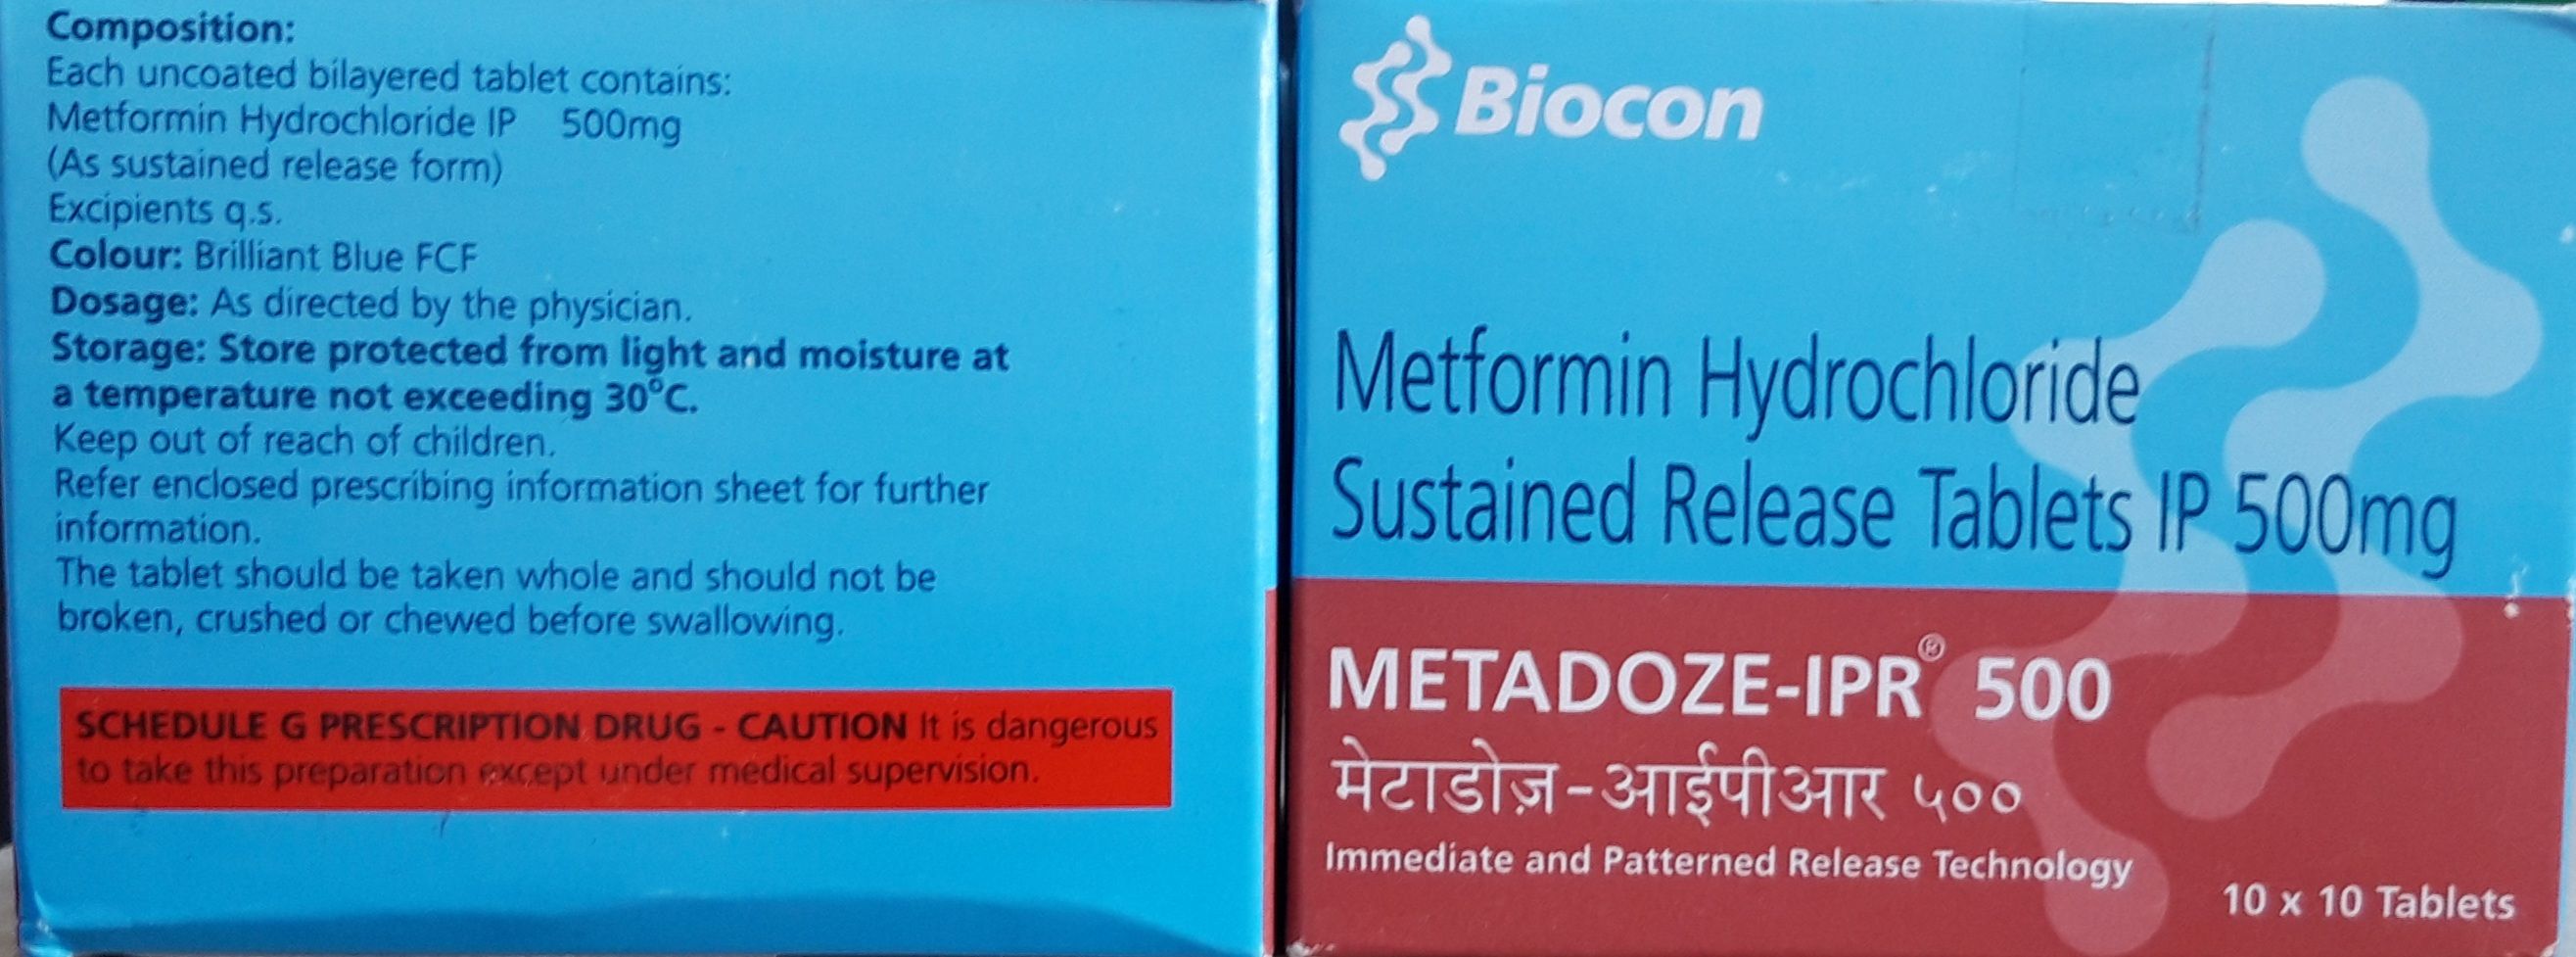 Composition:
Each uncoated bilayered tablet contains:
Metformin Hydrochloride IP 500mg
(As sustained release form)
Excipients q.s.
Colour: Brilliant Blue FCF
Dosage: As directed by the physician.
Storage: Store protected from light and moisture at
a temperature not exceeding 30°C.
Keep out of reach of children.
Refer enclosed prescribing information sheet for further
information.
The tablet should be taken whole and should not be
broken, crushed or chewed before swallowing.
SCHEDULE G PRESCRIPTION DRUG - CAUTION It is dangerous
to take this preparation except under medical supervision.
Biocon
Metformin Hydrochloride
Sustained Release Tablets IP 500mg
METADOZE-IPR® 500
मेटाडोज़-आईपीआर ५००
Immediate and Patterned Release Technology
10 x 10 Tablets